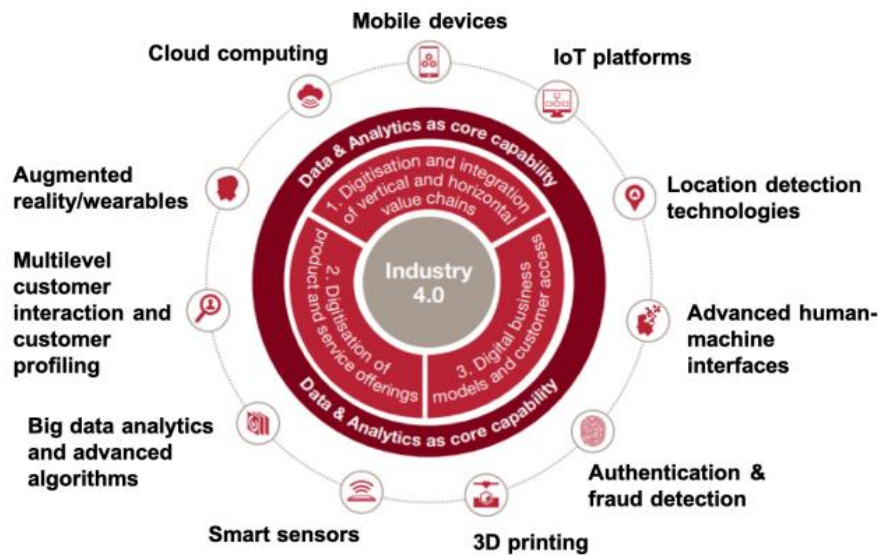 Mobile devices
Cloud computing
IoT platforms
Augmented
reality/wearables
Location detection
technologies
Multilevel
customer
interaction and
customer
profiling
Advanced human-
machine
interfaces
Big data analytics
and advanced
algorithms
Authentication &
fraud detection
Smart sensors
3D printing
Data & Analytics as core capability
1. Digitisation and integration
of vertical and horizontal
value chains
2. Digitisation of
product and service offerings
Industry
4.0
3. Digital business
models and customer access
Data & Analytics as core capability